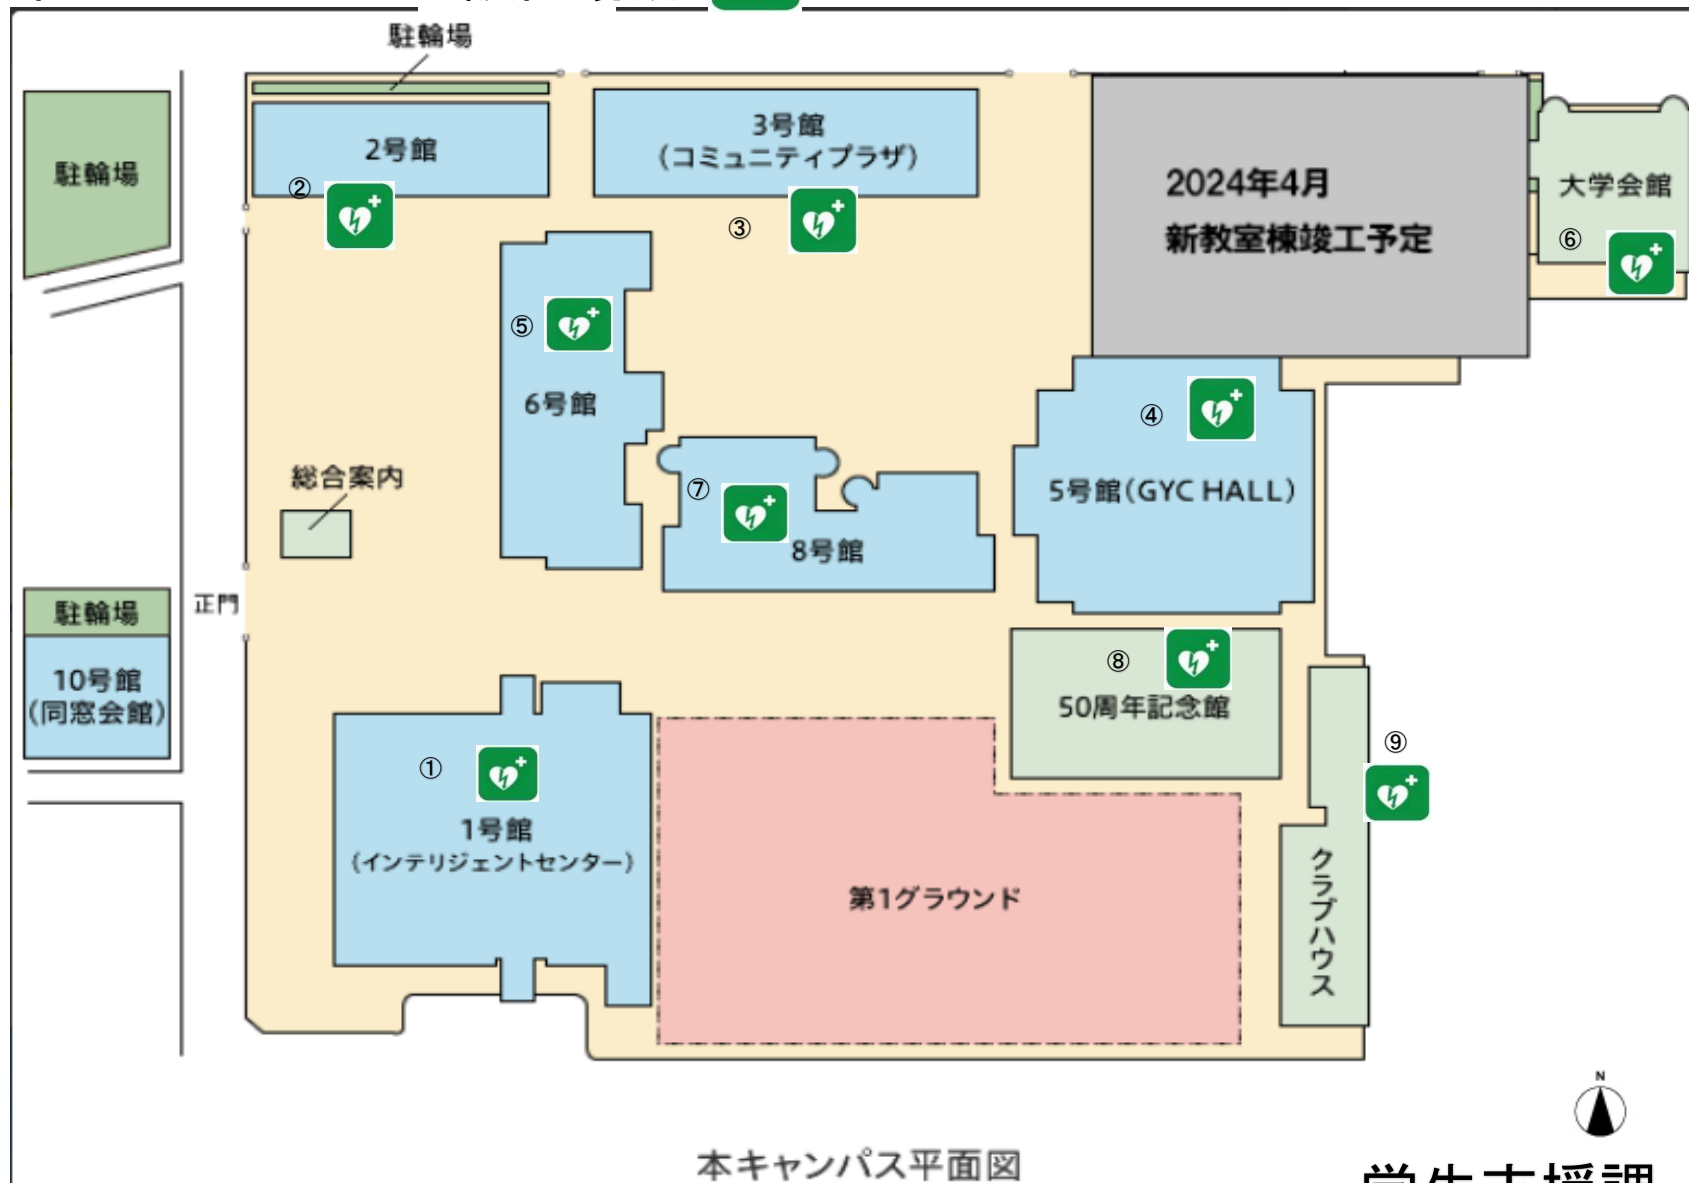 駐輪場
2号館
3号館
(コミュニティプラザ)
駐輪場
2024年4月
新教室棟竣工予定
大学会館
②
③
⑥
⑤
6号館
④
総合案内
⑦
5号館(GYC HALL)
8号館
駐輪場
正門
10号館
(同窓会館)
⑧
50周年記念館
⑨
①
1号館
(インテリジェントセンター)
第1グラウンド
クラブハウス
N
本キャンパス平面図
学生支援課